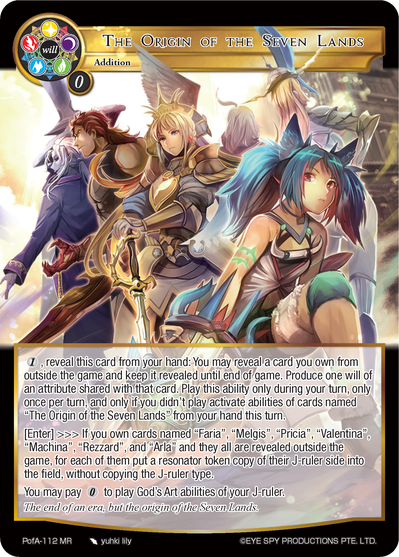 The Origin of the Seven Lands
will
Addition
0
1 , reveal this card from your hand: You may reveal a card you own from
outside the game and keep it revealed until end of game. Produce one will of
an attribute shared with that card. Play this ability only during your turn, only
once per turn, and only if you didn't play activate abilities of cards named
"The Origin of the Seven Lands" from your hand this turn.
[Enter] >>> If you own cards named "Faria", "Melgis", "Pricia", "Valentina",
"Machina", "Rezzard", and "Arla" and they all are revealed outside the
game, for each of them put a resonator token copy of their J-ruler side into
the field, without copying the J-ruler type.
You may pay 0 to play God's Art abilities of your J-ruler.
The end of an era, but the origin of the Seven Lands.
PofA-112 MR yuhki lily ©EYE SPY PRODUCTIONS PTE. LTD.